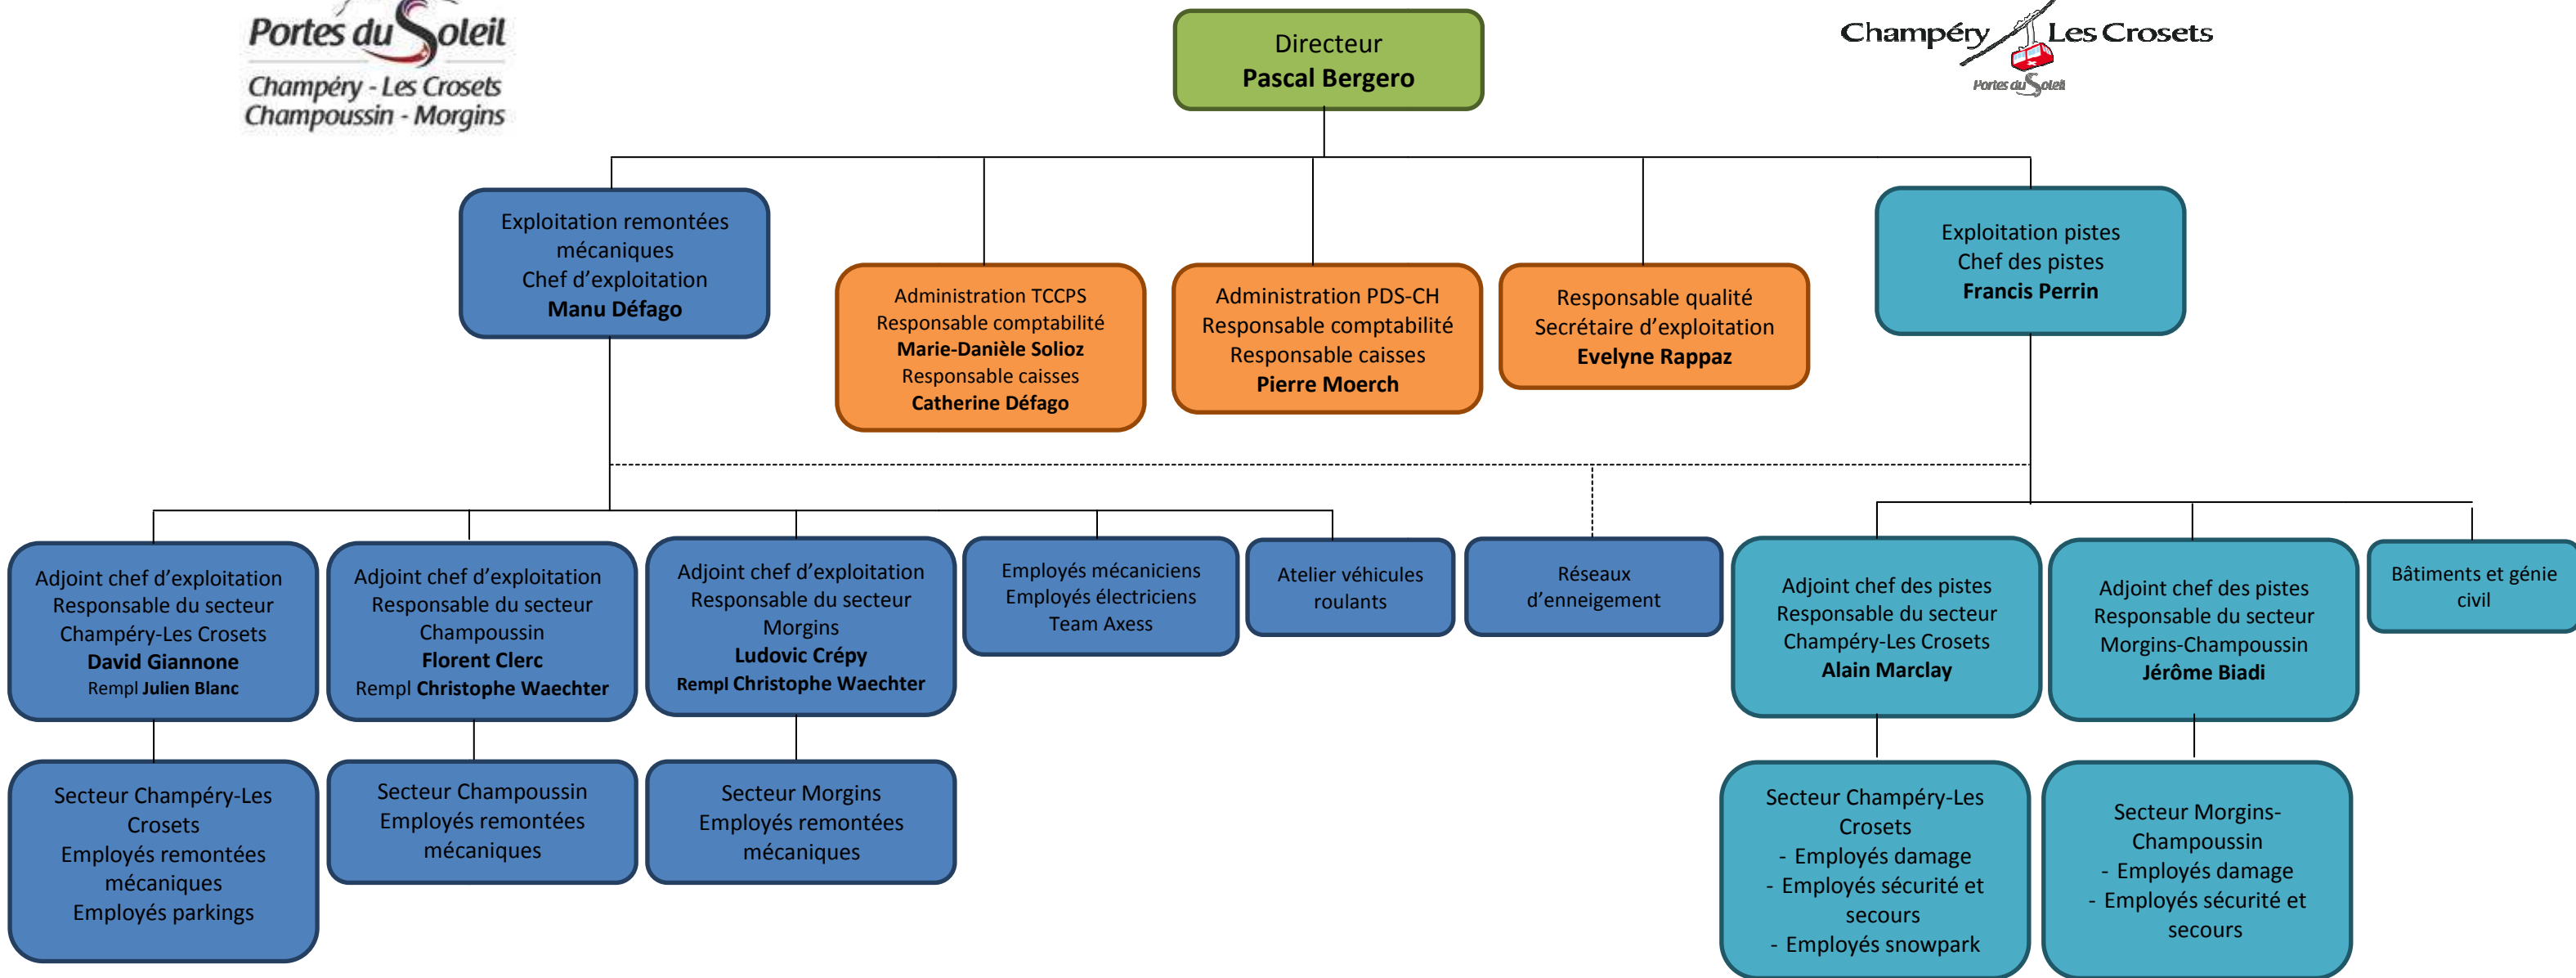 Portes du Soleil
Champéry - Les Crosets
Champoussin - Morgins
Directeur
Pascal Bergero
Champéry Les Crosets
Portes du Soleil
Exploitation remontées
mécaniques
Chef d’exploitation
Manu Défago
Administration TCCPS
Responsable comptabilité
Marie-Danièle Solioz
Responsable caisses
Catherine Défago
Administration PDS-CH
Responsable comptabilité
Responsable caisses
Pierre Moerch
Responsable qualité
Secrétaire d’exploitation
Evelyne Rappaz
Exploitation pistes
Chef des pistes
Francis Perrin
Adjoint chef d’exploitation
Responsable du secteur
Champéry-Les Crosets
David Giannone
Rempl Julien Blanc
Adjoint chef d’exploitation
Responsable du secteur
Champoussin
Florent Clerc
Rempl Christophe Waechter
Adjoint chef d’exploitation
Responsable du secteur
Morgins
Ludovic Crépy
Rempl Christophe Waechter
Employés mécaniciens
Employés électriciens
Team Axess
Atelier véhicules
roulants
Réseaux
d’enneigement
Adjoint chef des pistes
Responsable du secteur
Champéry-Les Crosets
Alain Marclay
Adjoint chef des pistes
Responsable du secteur
Morgins-Champoussin
Jérôme Biadi
Bâtiments et génie
civil
Secteur Champéry-Les
Crosets
Employés remontées
mécaniques
Employés parkings
Secteur Champoussin
Employés remontées
mécaniques
Secteur Morgins
Employés remontées
mécaniques
Secteur Champéry-Les
Crosets
- Employés damage
- Employés sécurité et
secours
- Employés snowpark
Secteur Morgins-
Champoussin
- Employés damage
- Employés sécurité et
secours